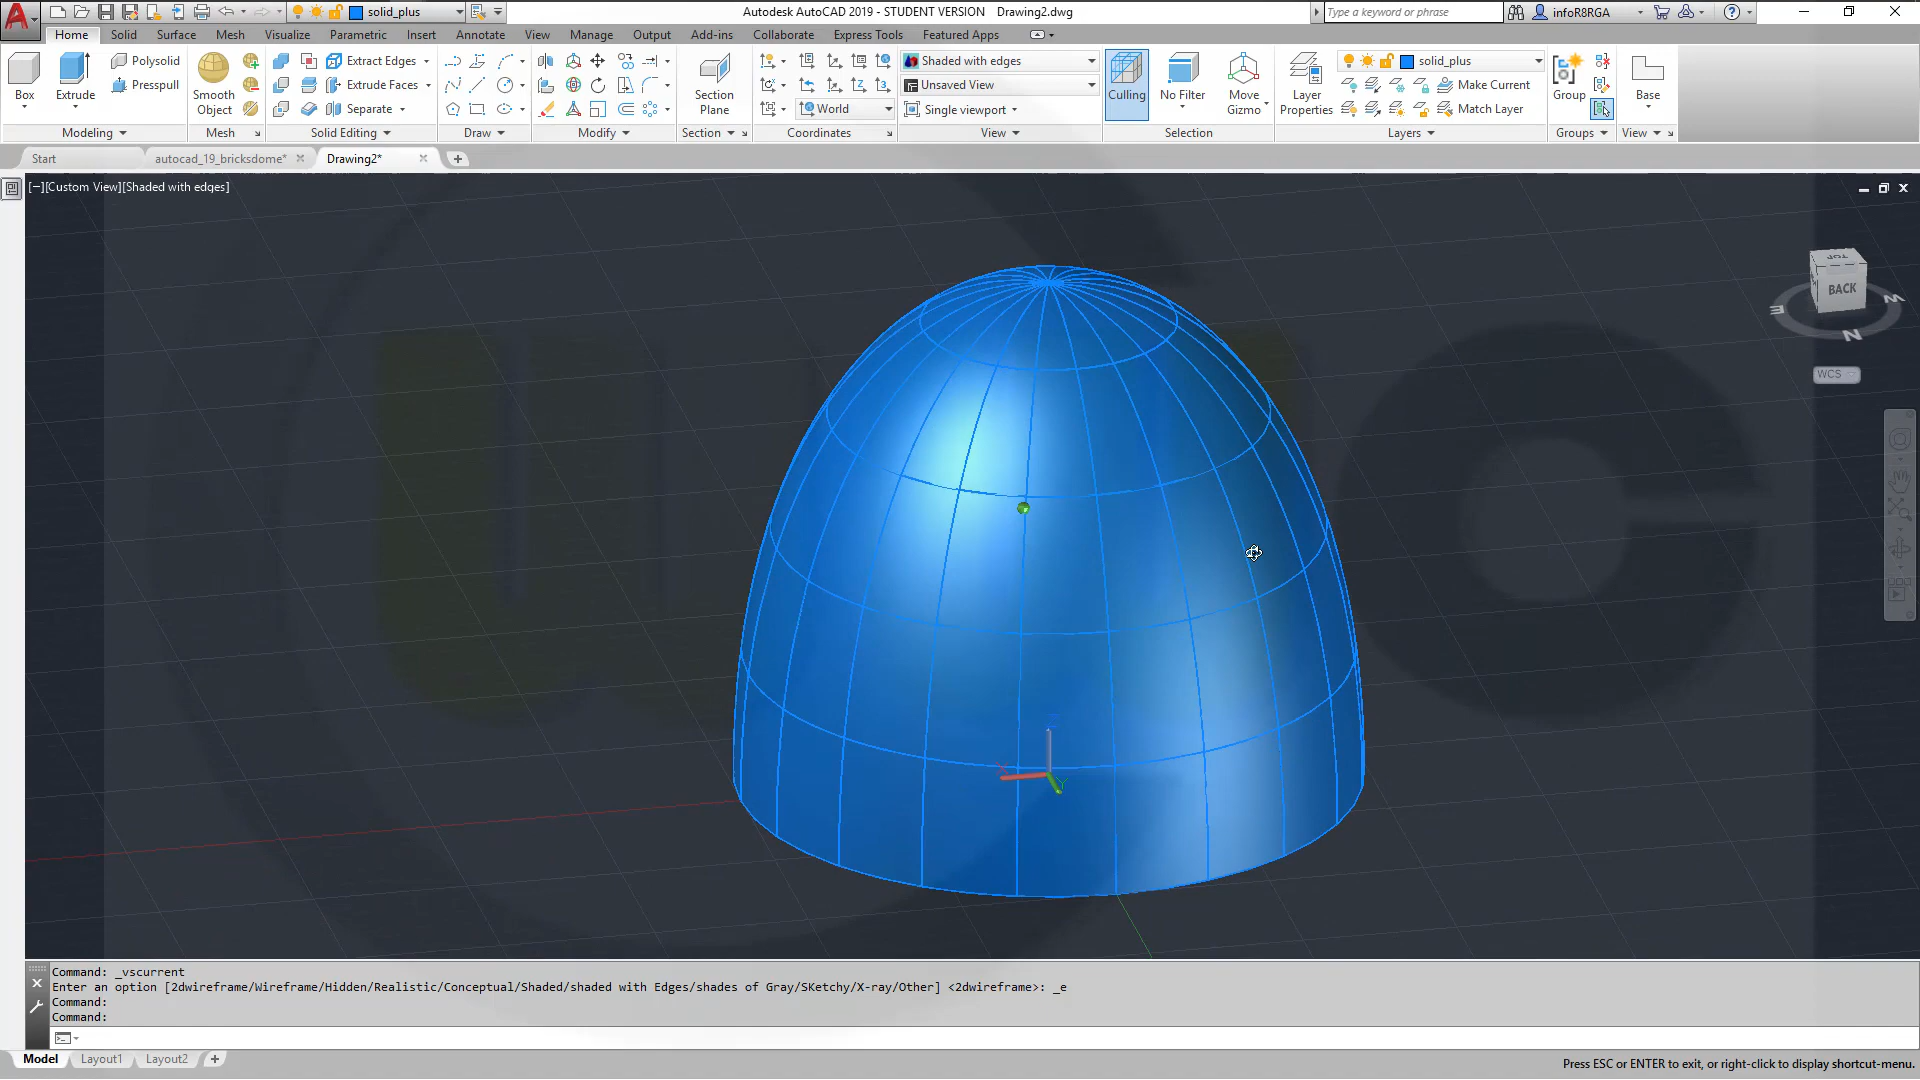 solid_plus
Autodesk AutoCAD 2019 - STUDENT VERSION Drawing2.dwg
Type a keyword or phrase
infoR8RGA
Home Solid Surface Mesh Visualize Parametric Insert Annotate View Manage Output Add-ins Collaborate Express Tools Featured Apps
Box
Extrude
Polysolid
Presspull
Smooth
Object
Extract Edges
Extrude Faces
Separate
Section
Plane
World
Shaded with edges
Unsaved View
Single viewport
Culling
No Filter
Move
Gizmo
Layer
Properties
solid_plus
Make Current
Match Layer
Group
Base
Modeling Mesh Solid Editing Draw Modify Section Coordinates View Selection Layers Groups View
Start autocad_19_bricksdome* Drawing2*
[−][Custom View][Shaded with edges]
TOP
BACK
E
N
W
WCS
X
Y
Command: _vscurrent
Enter an option [2dwireframe/Wireframe/Hidden/Realistic/Conceptual/Shaded/shaded with Edges/shades of Gray/SKetchy/X-ray/Other] <2dwireframe>: _e
Command:
Command:
Model Layout1 Layout2
Press ESC or ENTER to exit, or right-click to display shortcut-menu.